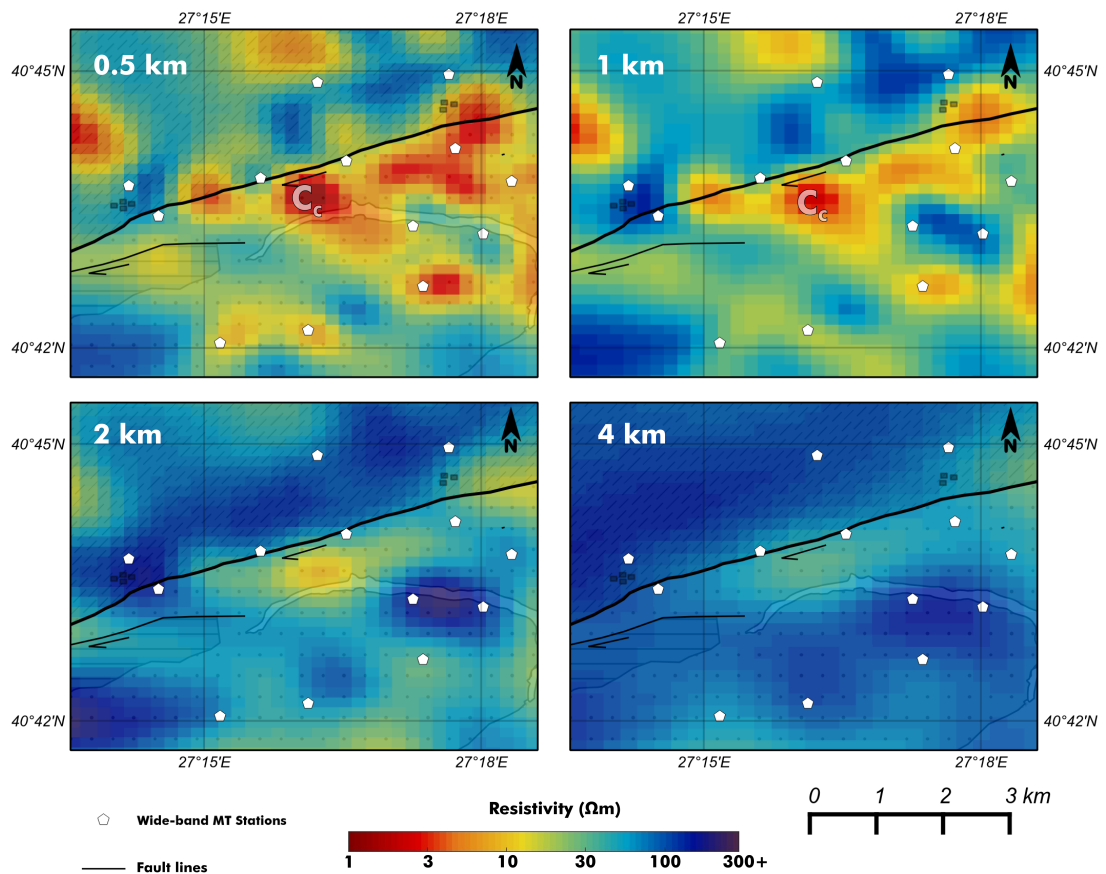 27°15'E 27°18'E
40°45'N 0.5 km N 1 km N 40°45'N
C C
c c
40°42'N 40°42'N
2 km N 4 km N
40°45'N 40°45'N
40°42'N 40°42'N
27°15'E 27°18'E 27°15'E 27°18'E
27°15'E 27°18'E
0 1 2 3 km
Resistivity (Ωm)
Wide-band MT Stations
1 3 10 30 100 300+
Fault lines